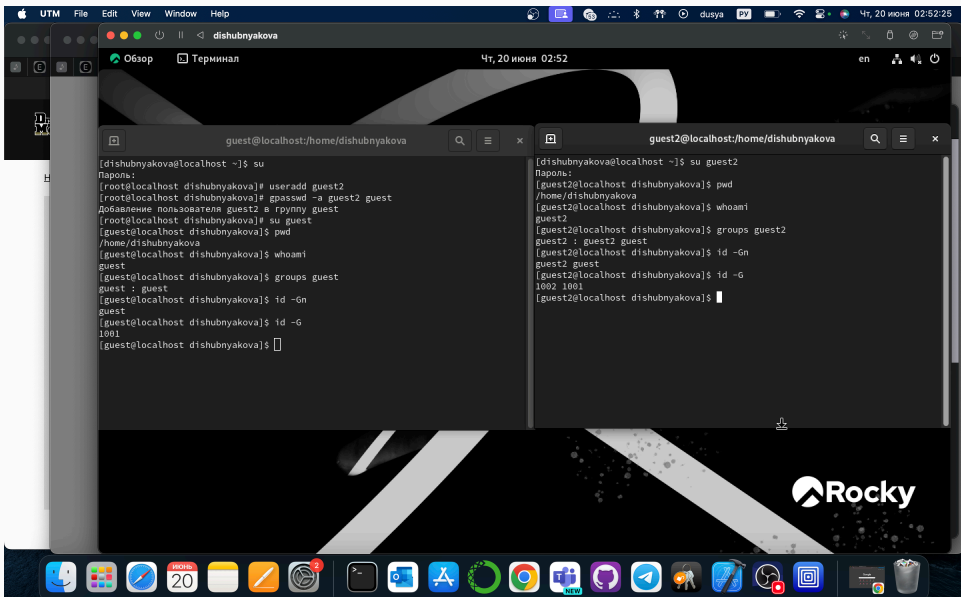 UTM File Edit View Window Help
dusya РУ Чт, 20 июня 02:52:25
dishubnyakova
Обзор Терминал Чт, 20 июня 02:52 en
guest@localhost:/home/dishubnyakova
[dishubnyakova@localhost ~]$ su
Пароль:
[root@localhost dishubnyakova]# useradd guest2
[root@localhost dishubnyakova]# gpasswd -a guest2 guest
Добавление пользователя guest2 в группу guest
[root@localhost dishubnyakova]# su guest
[guest@localhost dishubnyakova]$ pwd
/home/dishubnyakova
[guest@localhost dishubnyakova]$ whoami
guest
[guest@localhost dishubnyakova]$ groups guest
guest : guest
[guest@localhost dishubnyakova]$ id -Gn
guest
[guest@localhost dishubnyakova]$ id -G
1001
[guest@localhost dishubnyakova]$
guest2@localhost:/home/dishubnyakova
[dishubnyakova@localhost ~]$ su guest2
Пароль:
[guest2@localhost dishubnyakova]$ pwd
/home/dishubnyakova
[guest2@localhost dishubnyakova]$ whoami
guest2
[guest2@localhost dishubnyakova]$ groups guest2
guest2 : guest2 guest
[guest2@localhost dishubnyakova]$ id -Gn
guest2 guest
[guest2@localhost dishubnyakova]$ id -G
1002 1001
[guest2@localhost dishubnyakova]$
Rocky
ИЮНЬ
20
2
NEW